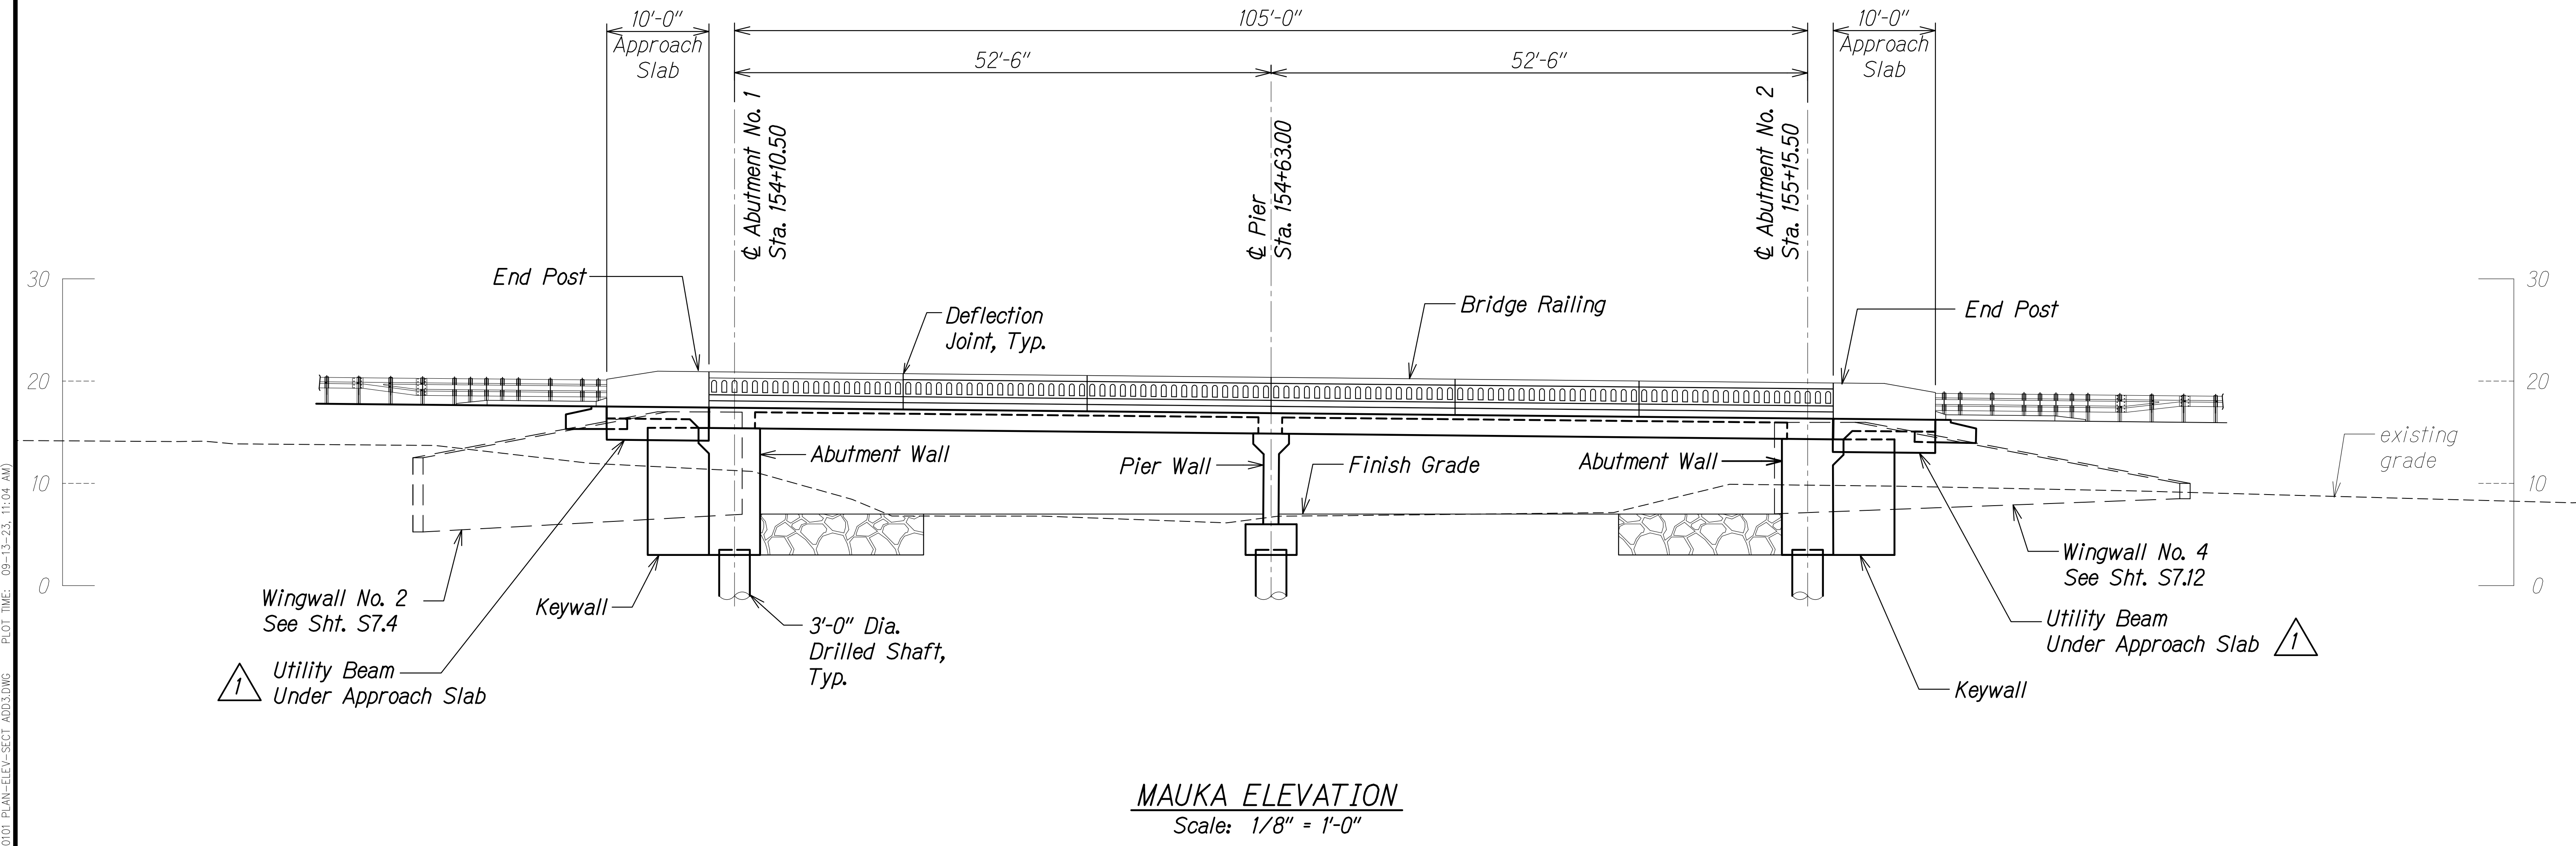 10'-0"
Approach
Slab
105'-0"
52'-6"
52'-6"
10'-0"
Approach
Slab
℄ Abutment No. 1
Sta. 154+10.50
℄ Pier
Sta. 154+63.00
℄ Abutment No. 2
Sta. 155+15.50
30
20
10
0
30
20
10
0
End Post
Deflection
Joint, Typ.
Bridge Railing
End Post
Abutment Wall
Pier Wall
Finish Grade
Abutment Wall
existing
grade
Wingwall No. 2
See Sht. S7.4
Keywall
3'-0" Dia.
Drilled Shaft,
Typ.
1
Utility Beam
Under Approach Slab
Wingwall No. 4
See Sht. S7.12
Utility Beam
Under Approach Slab
1
Keywall
MAUKA ELEVATION
Scale: 1/8" = 1'-0"
0101 PLAN-ELEV-SECT ADD3.DWG PLOT TIME: 09-13-23, 11:04 AM)